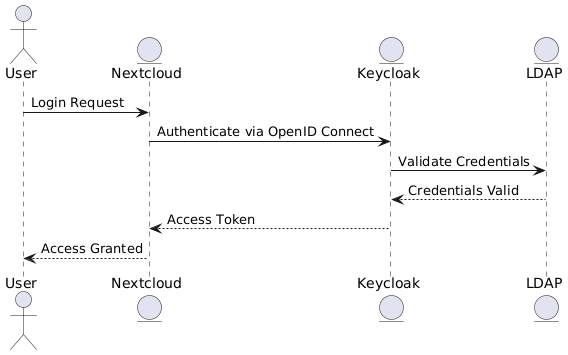 User
Nextcloud
Keycloak
LDAP
Login Request
Authenticate via OpenID Connect
Validate Credentials
Credentials Valid
Access Token
Access Granted
User
Nextcloud
Keycloak
LDAP